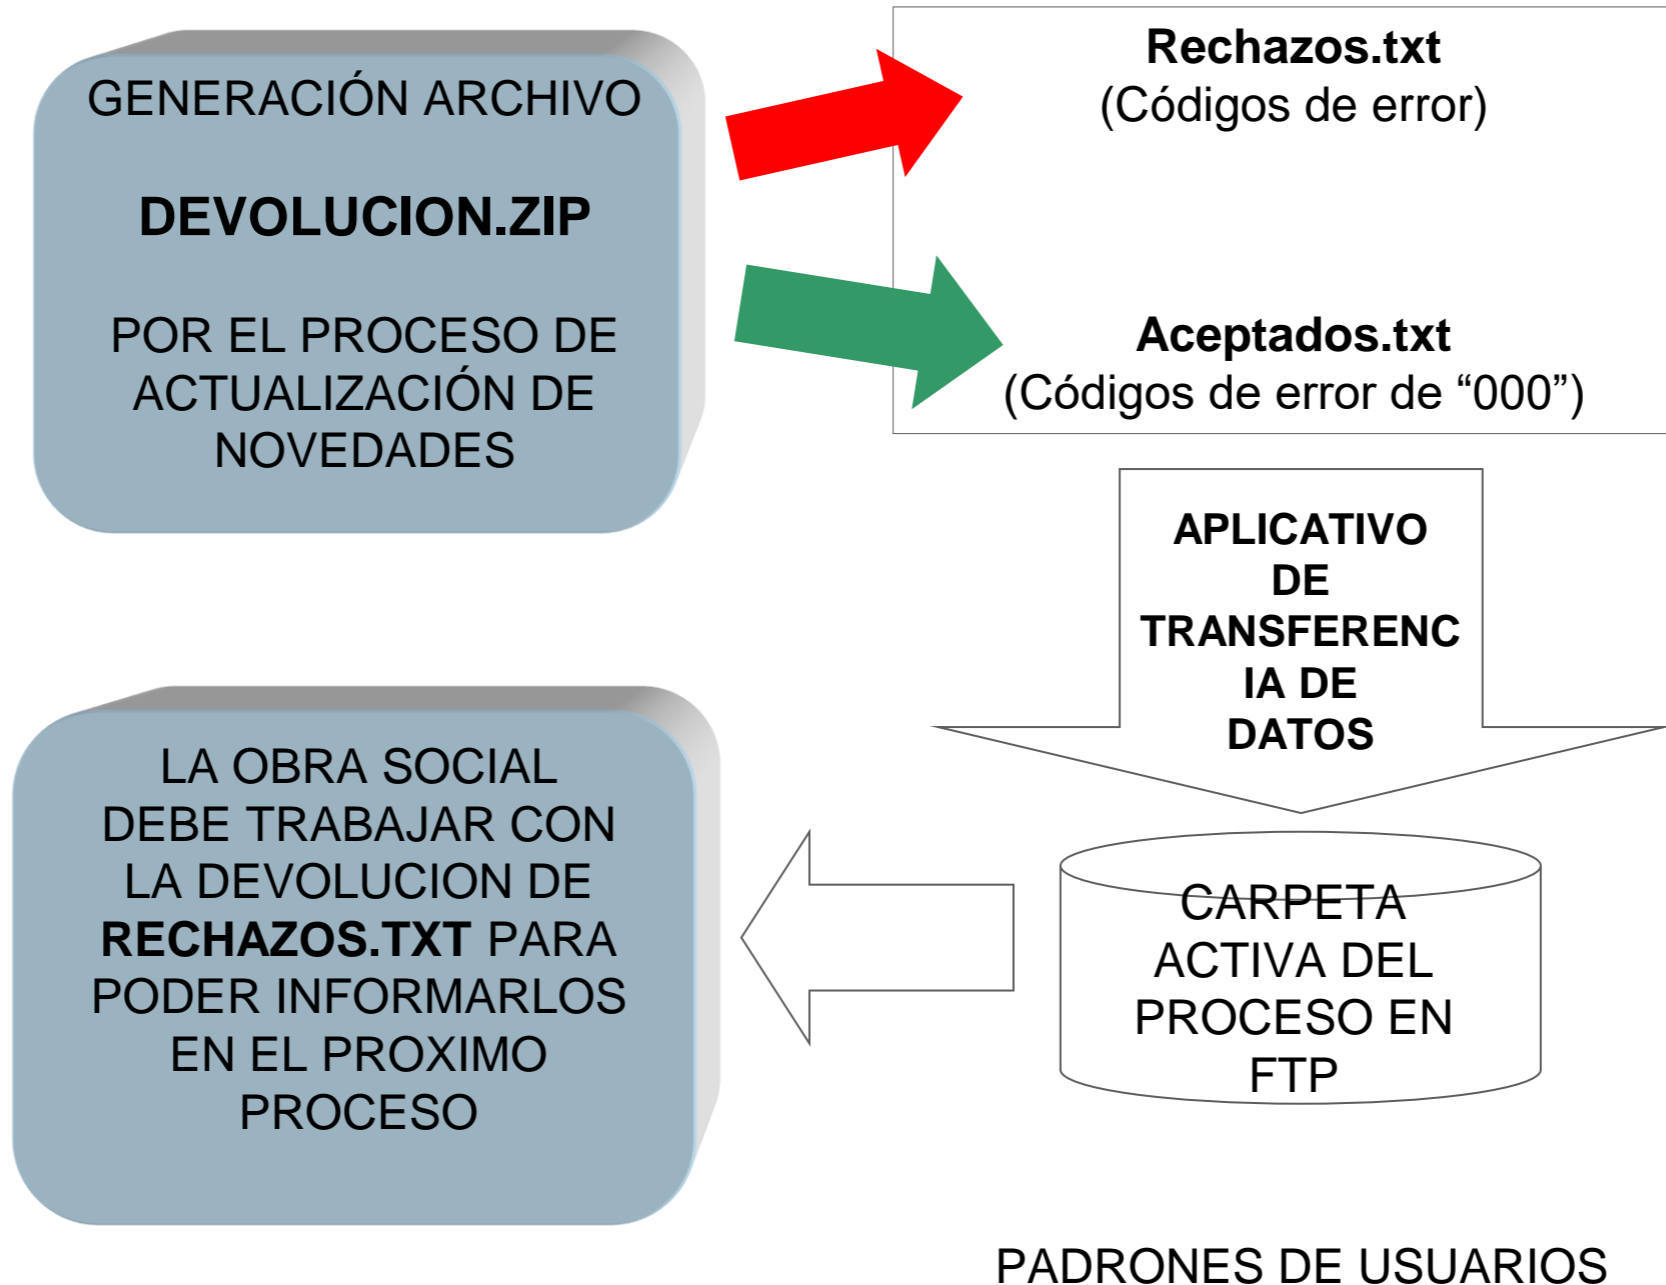 GENERACIÓN ARCHIVO
DEVOLUCION.ZIP
POR EL PROCESO DE
ACTUALIZACIÓN DE
NOVEDADES
Rechazos.txt
(Códigos de error)
Aceptados.txt
(Códigos de error de “000”)
APLICATIVO
DE
TRANSFERENC
IA DE
DATOS
CARPETA
ACTIVA DEL
PROCESO EN
FTP
LA OBRA SOCIAL
DEBE TRABAJAR CON
LA DEVOLUCION DE
RECHAZOS.TXT PARA
PODER INFORMARLOS
EN EL PROXIMO
PROCESO
PADRONES DE USUARIOS